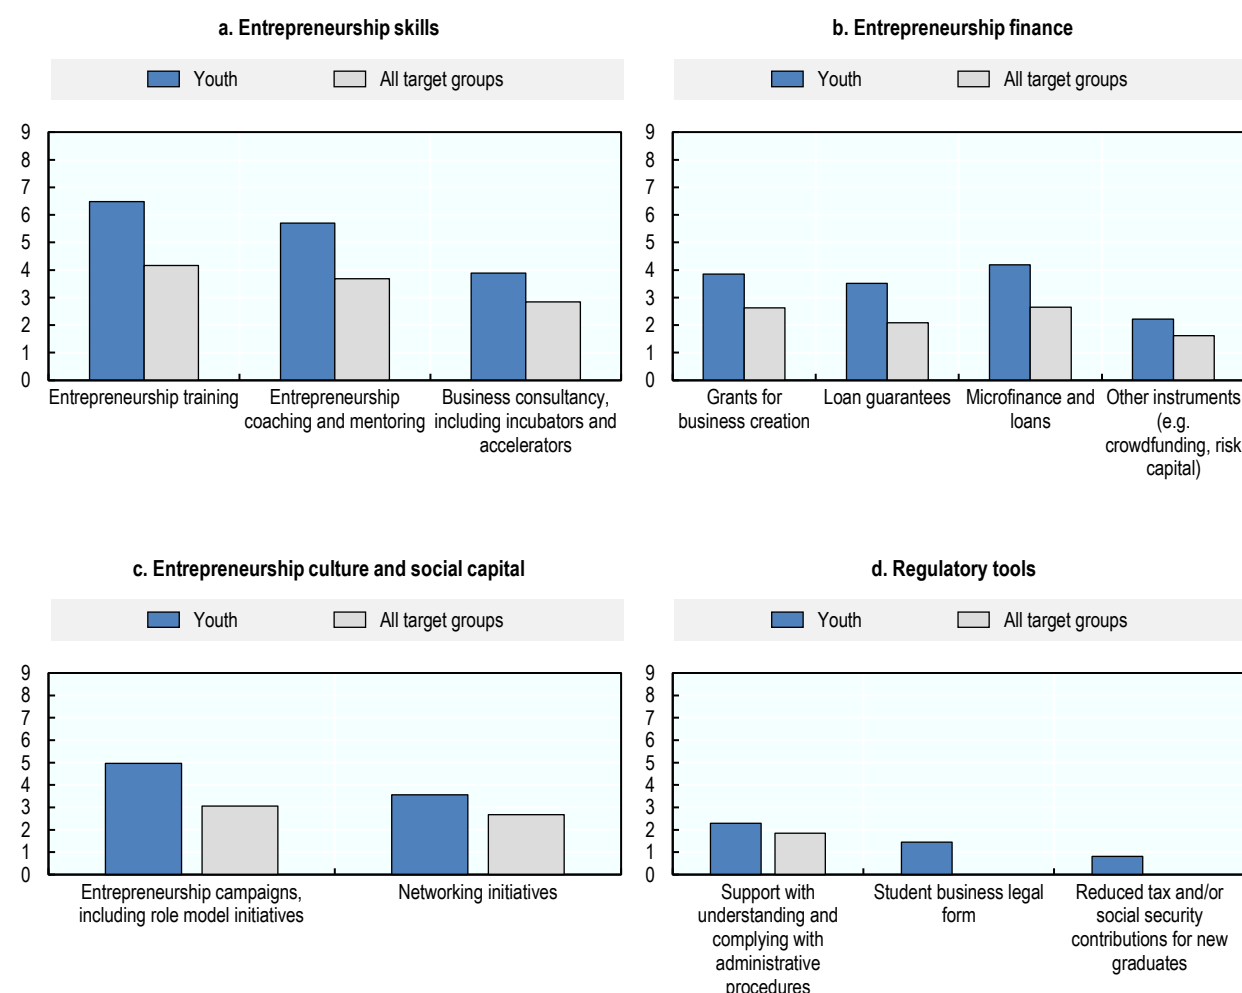 a. Entrepreneurship skills
Youth
All target groups
9
8
7
6
5
4
3
2
1
0
Entrepreneurship training
Entrepreneurship
coaching and mentoring
Business consultancy,
including incubators and
accelerators
b. Entrepreneurship finance
Youth
All target groups
9
8
7
6
5
4
3
2
1
0
Grants for
business creation
Loan guarantees
Microfinance and
loans
Other instruments
(e.g.
crowdfunding, risk
capital)
c. Entrepreneurship culture and social capital
Youth
All target groups
9
8
7
6
5
4
3
2
1
0
Entrepreneurship campaigns,
including role model initiatives
Networking initiatives
d. Regulatory tools
Youth
All target groups
9
8
7
6
5
4
3
2
1
0
Support with
understanding and
complying with
administrative
procedures
Student business legal
form
Reduced tax and/or
social security
contributions for new
graduates